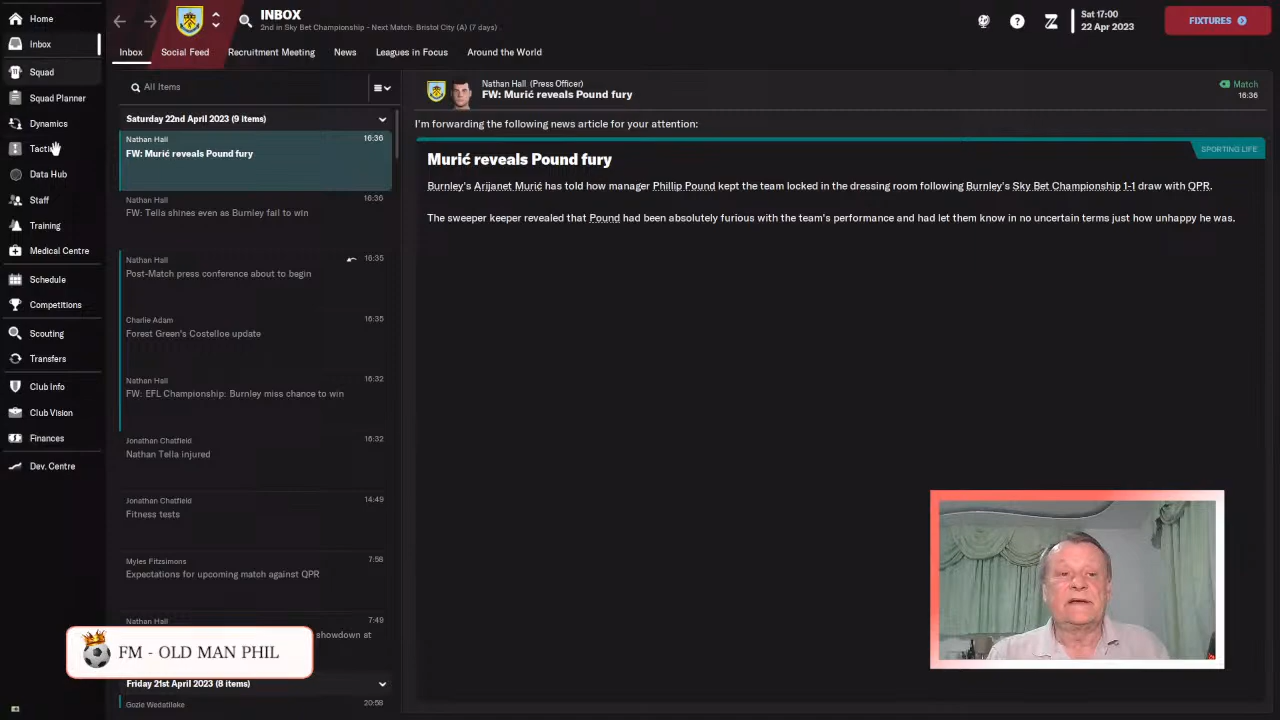 Home
Inbox
Squad
Squad Planner
Dynamics
Tactics
Data Hub
Staff
Training
Medical Centre
Schedule
Competitions
Scouting
Transfers
Club Info
Club Vision
Finances
Dev. Centre
INBOX
2nd in Sky Bet Championship - Next Match: Bristol City (A) (7 days)
Sat 17:00
22 Apr 2023
FIXTURES
Inbox Social Feed Recruitment Meeting News Leagues in Focus Around the World
All Items
Saturday 22nd April 2023 (9 items)
Nathan Hall 16:36
FW: Murić reveals Pound fury
Nathan Hall 16:36
FW: Tella shines even as Burnley fail to win
Nathan Hall 16:35
Post-Match press conference about to begin
Charlie Adam 16:35
Forest Green's Costelloe update
Nathan Hall 16:32
FW: EFL Championship: Burnley miss chance to win
Jonathan Chatfield 16:32
Nathan Tella injured
Jonathan Chatfield 14:49
Fitness tests
Myles Fitzsimons 7:58
Expectations for upcoming match against QPR
Nathan Hall 7:49
showdown at
Friday 21st April 2023 (8 items)
Gozie Wedatilake 20:58
Nathan Hall (Press Officer)
FW: Murić reveals Pound fury
Match
16:36
I'm forwarding the following news article for your attention:
SPORTING LIFE
Murić reveals Pound fury
Burnley's Arijanet Murić has told how manager Phillip Pound kept the team locked in the dressing room following Burnley's Sky Bet Championship 1-1 draw with QPR.
The sweeper keeper revealed that Pound had been absolutely furious with the team's performance and had let them know in no uncertain terms just how unhappy he was.
FM - OLD MAN PHIL